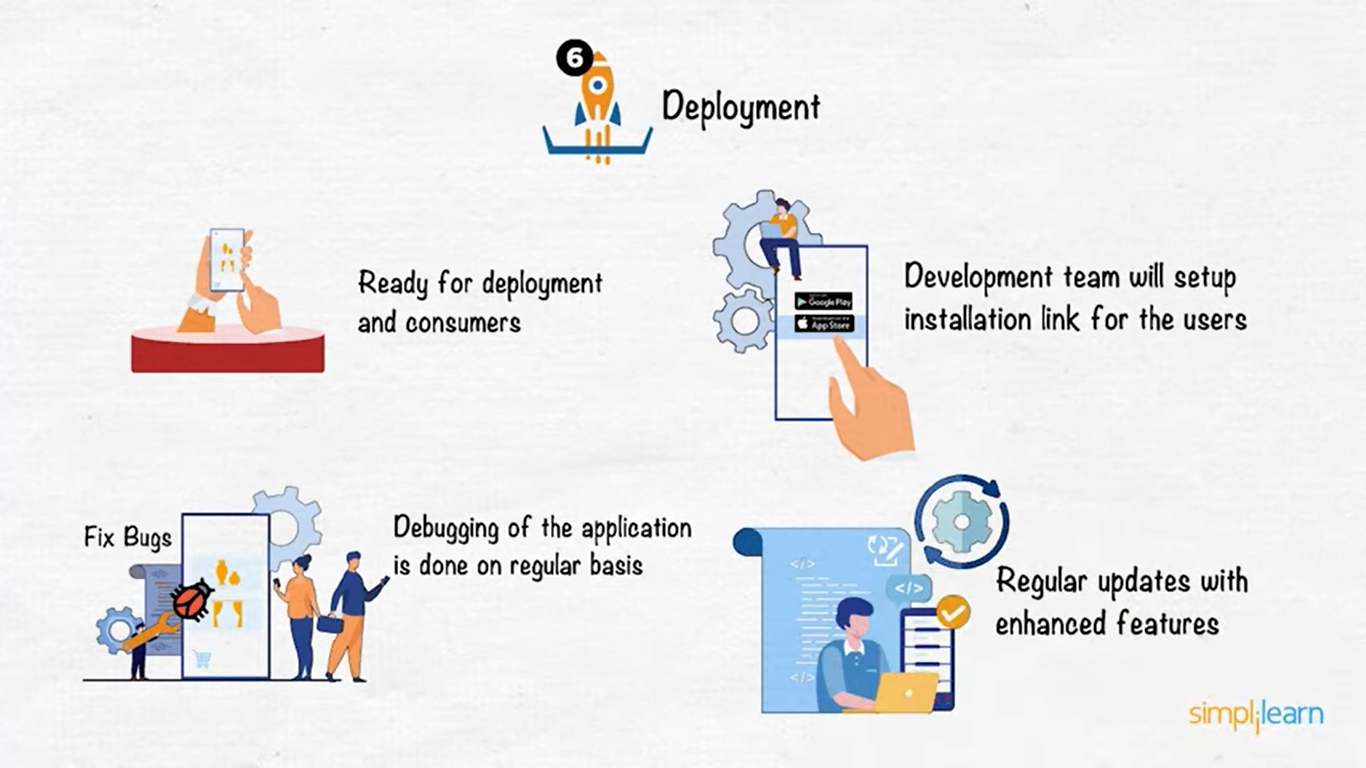 6
Deployment
Ready for deployment
and consumers
Google Play
App Store
Development team will setup
installation link for the users
Fix Bugs
Debugging of the application
is done on regular basis
</>
</>
</>
Regular updates with
enhanced features
simplilearn